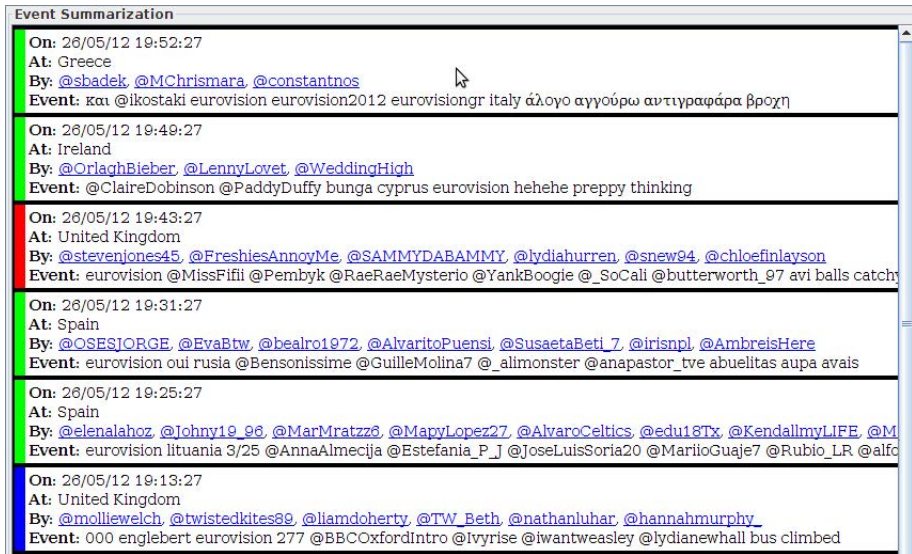 Event Summarization
On: 26/05/12 19:52:27
At: Greece
By: @sbadek, @MChrismara, @constantnos
Event: και @ikostaki eurovision eurovision2012 eurovisiongr italy άλογο αγγούρω αντιγραφάρα βροχη
On: 26/05/12 19:49:27
At: Ireland
By: @OrlaghBieber, @LennyLovet, @WeddingHigh
Event: @ClaireDobinson @PaddyDuffy bunga cyprus eurovision hehehe preppy thinking
On: 26/05/12 19:43:27
At: United Kingdom
By: @stevenjones45, @FreshiesAnnoyMe, @SAMMYDABAMMY, @lydiahurren, @snew94, @chloefinlayson
Event: eurovision @MissFifii @Pembyk @RaeRaeMysterio @YankBoogie @_SoCali @butterworth_97 avi balls catchy
On: 26/05/12 19:31:27
At: Spain
By: @OSESJORGE, @EvaBtw, @bealro1972, @AlvaritoPuensi, @SusaetaBeti_7, @irisnpl, @AmbreisHere
Event: eurovision oui rusia @Bensonissime @GuilleMolina7 @_alimonster @anapastor_tve abuelitas aupa avais
On: 26/05/12 19:25:27
At: Spain
By: @elenalahoz, @Johny19_96, @MarMratzz6, @MapyLopez27, @AlvaroCeltics, @edu18Tx, @KendallmyLIFE, @M
Event: eurovision lituania 3/25 @AnnaAlmecija @Estefania_P_J @JoseLuisSoria20 @MariioGuaje7 @Rubio_LR @alfo
On: 26/05/12 19:13:27
At: United Kingdom
By: @molliewelch, @twistedkites89, @liamdoherty, @TW_Beth, @nathanluhar, @hannahmurphy_
Event: 000 englebert eurovision 277 @BBCOxfordIntro @Ivyrise @iwantweasley @lydianewhall bus climbed